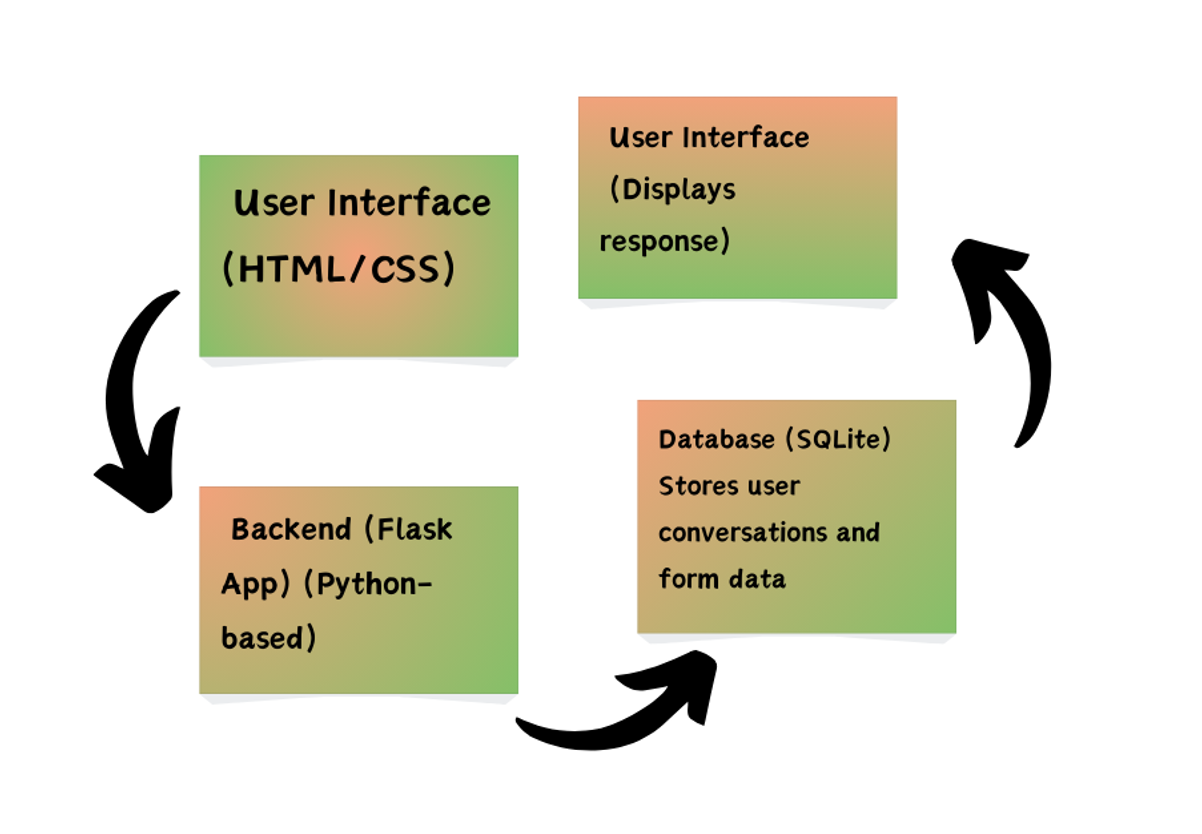 User Interface
(HTML/CSS)
Backend (Flask
App) (Python-
based)
Database (SQLite)
Stores user
conversations and
form data
User Interface
(Displays
response)